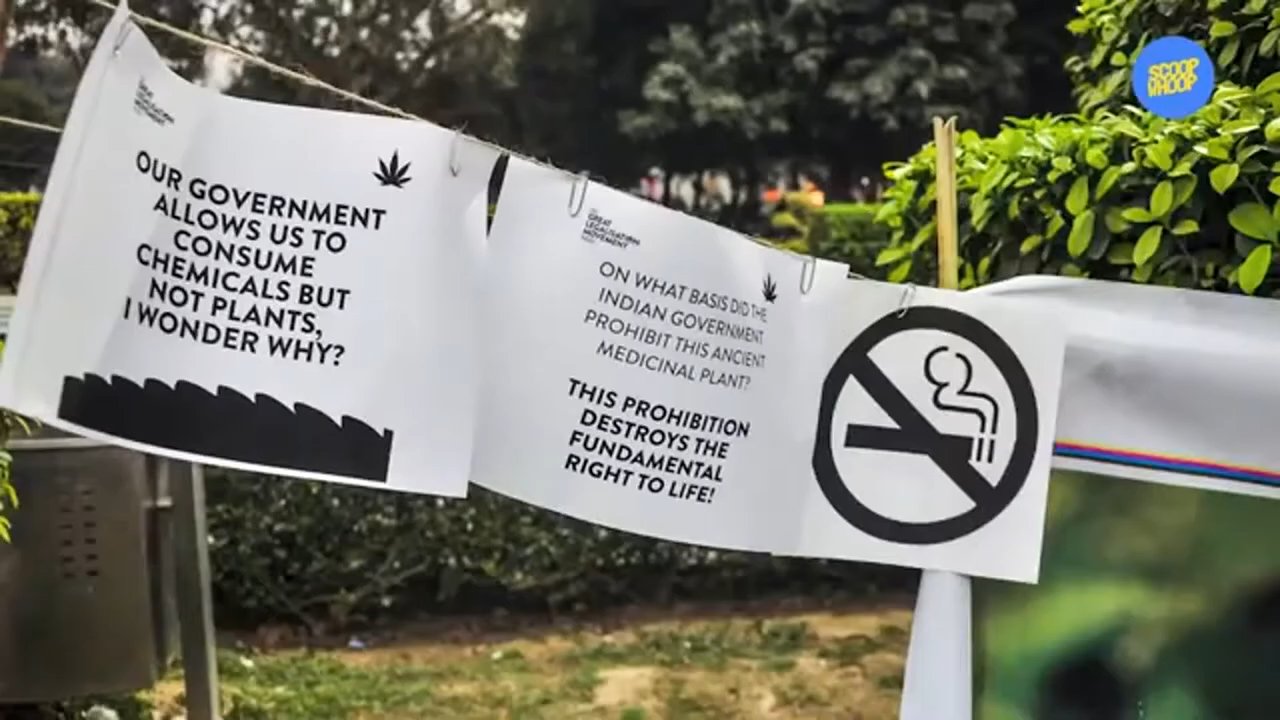 SCOOP
WHOOP
GREAT
LEGALISATION
MOVEMENT
OUR GOVERNMENT
ALLOWS US TO
CONSUME
CHEMICALS BUT
NOT PLANTS,
I WONDER WHY?
GREAT
LEGALISATION
MOVEMENT
ON WHAT BASIS DID THE
INDIAN GOVERNMENT
PROHIBIT THIS ANCIENT
MEDICINAL PLANT?
THIS PROHIBITION
DESTROYS THE
FUNDAMENTAL
RIGHT TO LIFE!